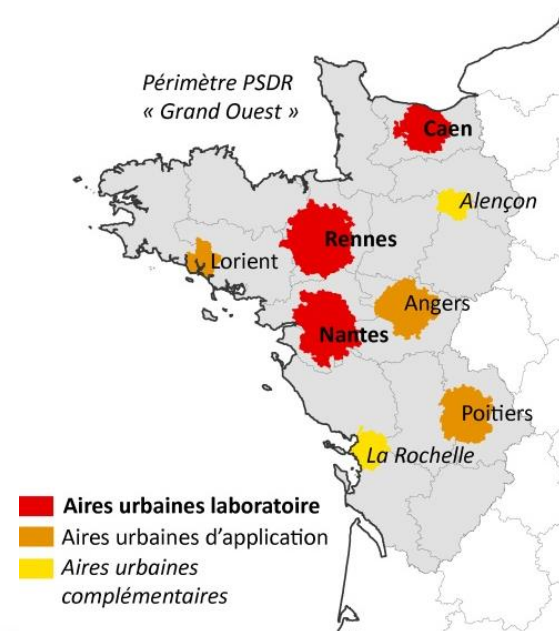 Périmètre PSDR
« Grand Ouest »
Caen
Alençon
Rennes
Lorient
Angers
Nantes
Poitiers
La Rochelle
Aires urbaines laboratoire
Aires urbaines d’application
Aires urbaines
complémentaires